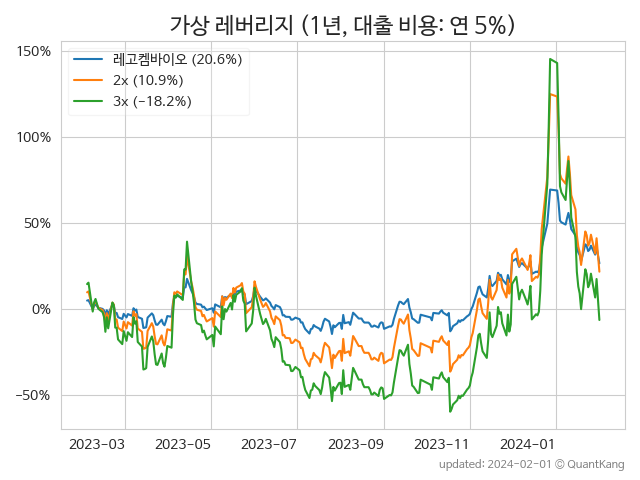 가상 레버리지 (1년, 대출 비용: 연 5%)
레고켐바이오 (20.6%)
2x (10.9%)
3x (−18.2%)
150%
100%
50%
0%
−50%
2023−03 2023−05 2023−07 2023−09 2023−11 2024−01
updated: 2024-02-01 © QuantKang